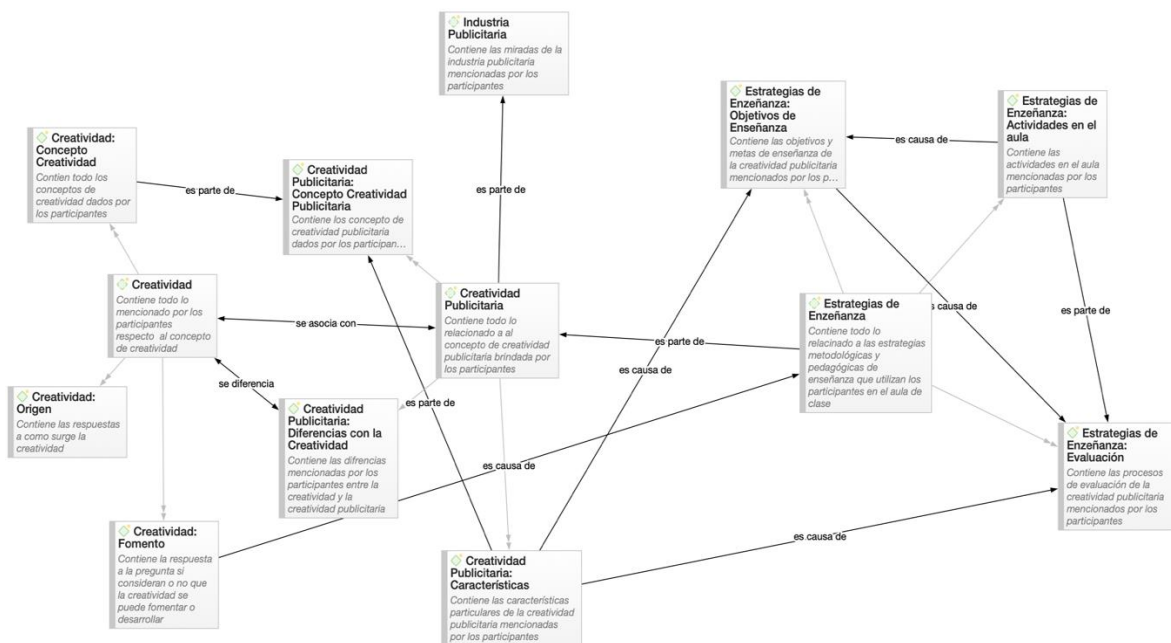 Industria
Publicitaria
Contiene las miradas de la
industria publicitaria
mencionadas por los
participantes
Estrategias de
Enzeñanza:
Objetivos de
Enseñanza
Contiene las objetivos y
metas de enseñanza de
la creatividad publicitaria
mencionados por los p…
Estrategias de
Enzeñanza:
Actividades en el
aula
Contiene las
actividades en el aula
mencionadas por los
participantes
es causa de
Creatividad:
Concepto
Creatividad
Contien todo los
conceptos de
creatividad dados por
los participantes
es parte de
Creatividad
Publicitaria:
Concepto Creatividad
Publicitaria
Contiene los concepto de
creatividad publicitaria
dados por los participan…
es parte de
Creatividad
Contiene todo lo
mencionado por los
participantes
respecto al concepto
de creatividad
se asocia con
Creatividad
Publicitaria
Contiene todo lo
relacionado a al
concepto de creatividad
publicitaria brindada por
los participantes
es parte de
Estrategias de
Enzeñanza
Contiene todo lo
relacinado a las estrategias
metodológicas y
pedagógicas de
enseñanza que utilizan los
participantes en el aula de
clase
es causa de
es parte de
es causa de
Creatividad:
Origen
Contiene las respuestas
a como surge la
creatividad
se diferencia
Creatividad
Publicitaria:
Diferencias con la
Creatividad
Contiene las difrencias
mencionadas por los
participantes entre la
creatividad y la
creatividad publicitaria
es parte de
es causa de
Estrategias de
Enzeñanza:
Evaluación
Contiene las procesos
de evaluación de la
creatividad publicitaria
mencionados por los
participantes
Creatividad:
Fomento
Contiene la respuesta
a la pregunta si
consideran o no que
la creatividad se
puede fomentar o
desarrollar
Creatividad
Publicitaria:
Características
Contiene las características
particulares de la creatividad
publicitaria mencionadas
por los participantes
es causa de